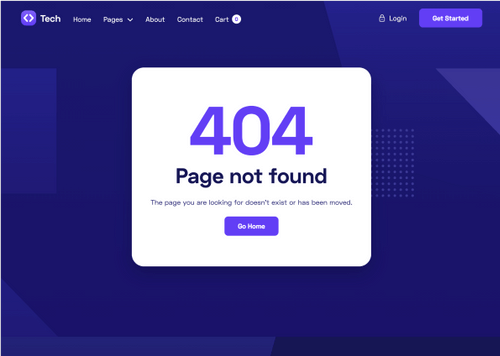 Tech Home Pages About Contact Cart 0 Login Get Started
404
Page not found
The page you are looking for doesn't exist or has been moved.
Go Home